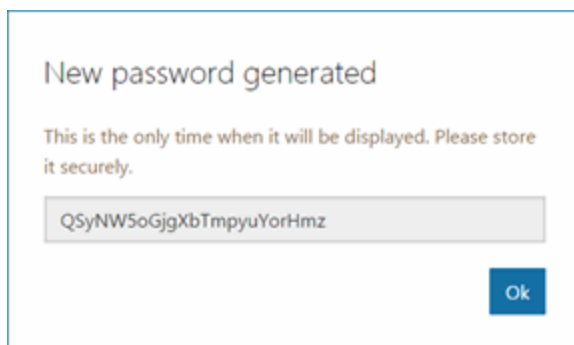 New password generated
This is the only time when it will be displayed. Please store
it securely.
QSyNW5oGjgXbTmpyuYorHmz
Ok